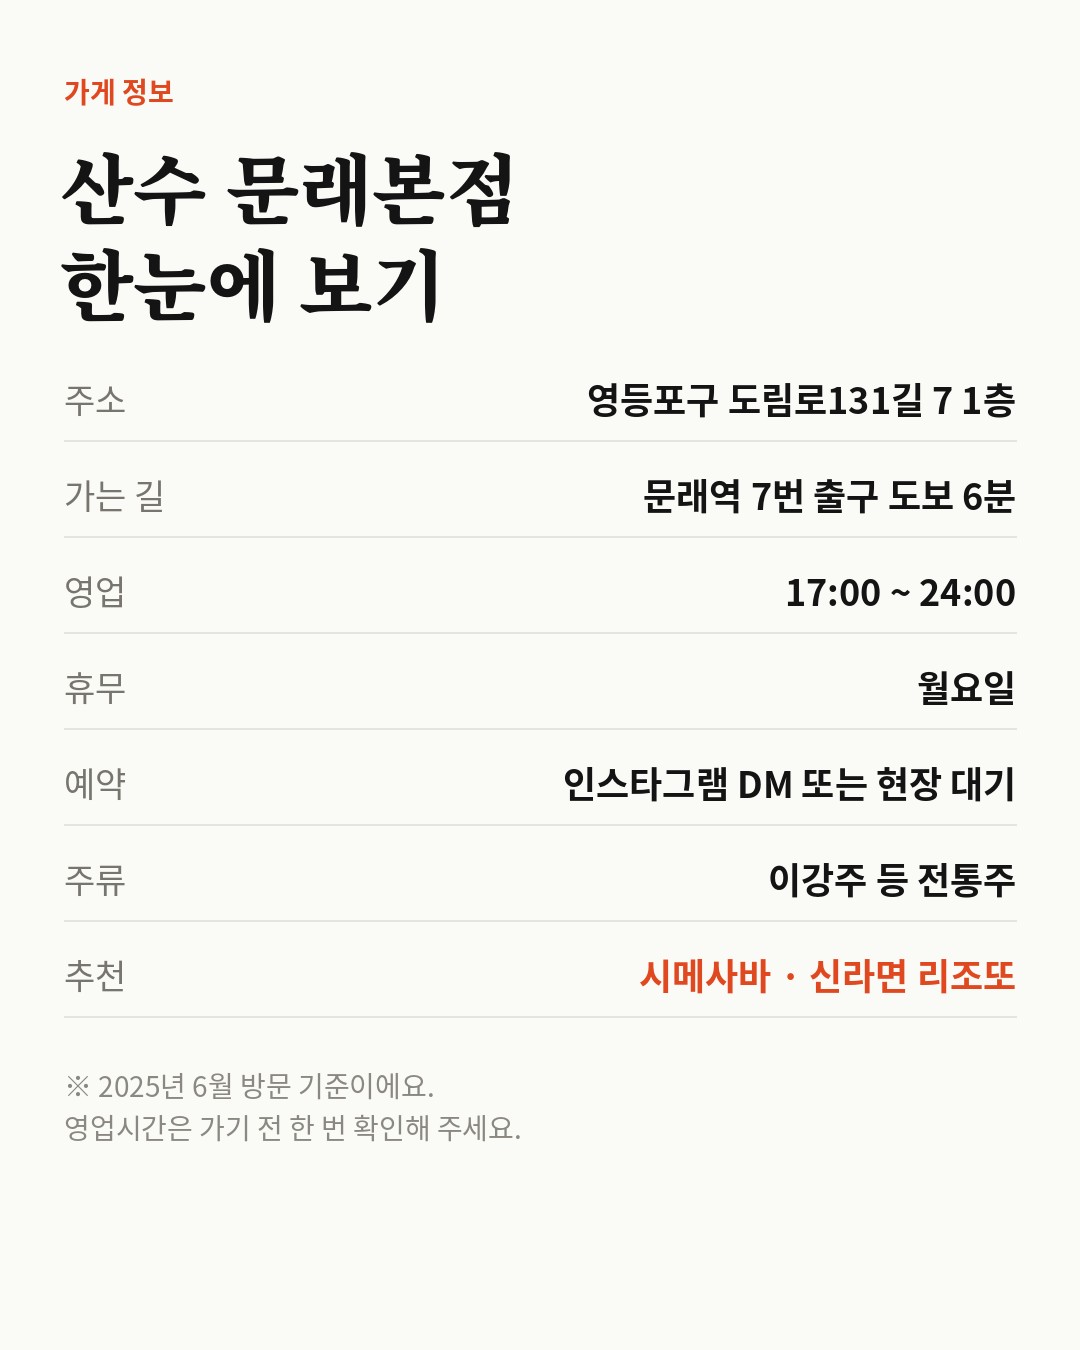 가게 정보
산수 문래본점
한눈에 보기
주소 영등포구 도림로131길 7 1층
가는 길 문래역 7번 출구 도보 6분
영업 17:00 ~ 24:00
휴무 월요일
예약 인스타그램 DM 또는 현장 대기
주류 이강주 등 전통주
추천 시메사바 · 신라면 리조또
※ 2025년 6월 방문 기준이에요.
영업시간은 가기 전 한 번 확인해 주세요.